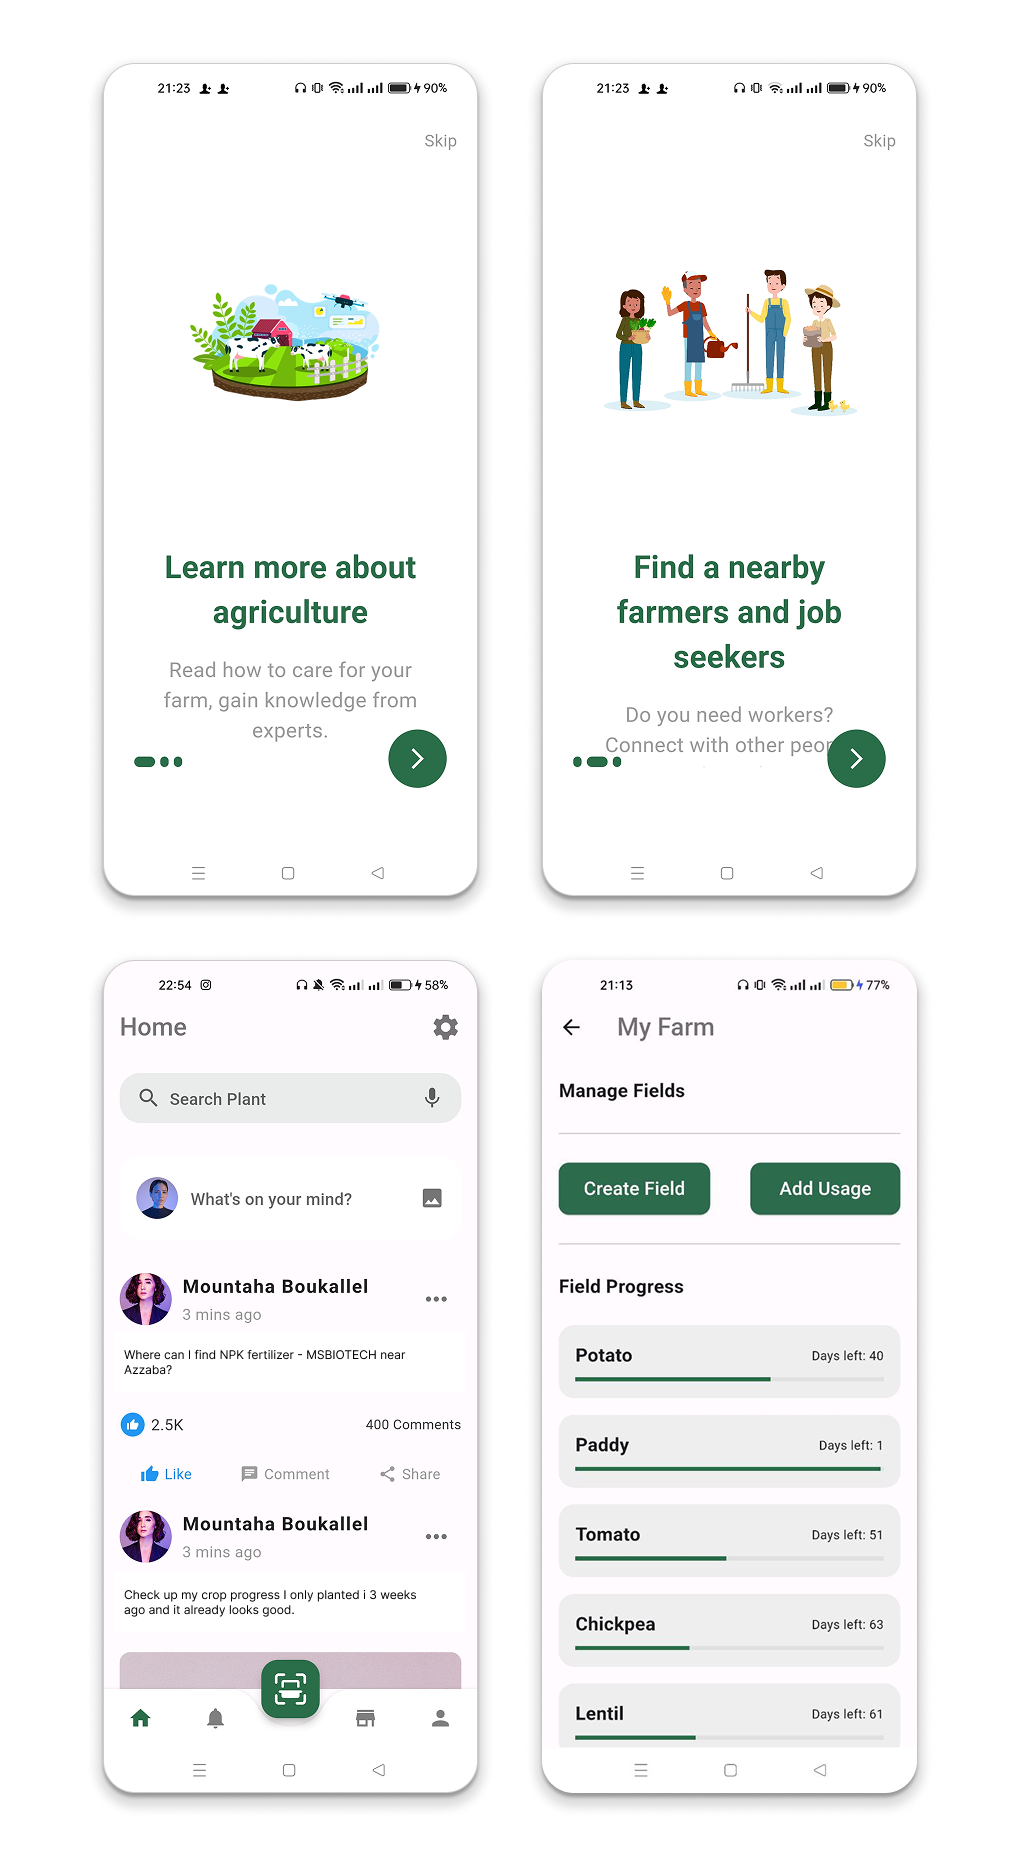 21:23
90%
Skip
Learn more about
agriculture
Read how to care for your
farm, gain knowledge from
experts.
21:23
90%
Skip
Find a nearby
farmers and job
seekers
Do you need workers?
Connect with other
22:54
58%
Home
Search Plant
What's on your mind?
Mountaha Boukallel
3 mins ago
Where can I find NPK fertilizer - MSBIOTECH near
Azzaba?
2.5K
400 Comments
Like
Comment
Share
Mountaha Boukallel
3 mins ago
Check up my crop progress I only planted i 3 weeks
ago and it already looks good.
21:13
77%
My Farm
Manage Fields
Create Field
Add Usage
Field Progress
Potato
Days left: 40
Paddy
Days left: 1
Tomato
Days left: 51
Chickpea
Days left: 63
Lentil
Days left: 61